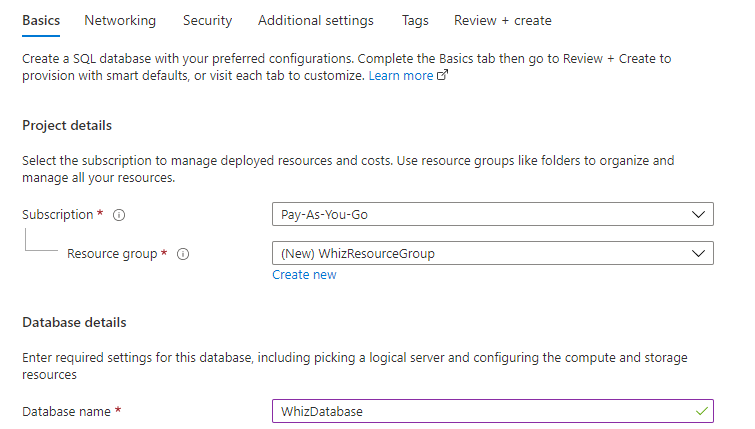 Basics Networking Security Additional settings Tags Review + create
Create a SQL database with your preferred configurations. Complete the Basics tab then go to Review + Create to
provision with smart defaults, or visit each tab to customize. Learn more
Project details
Select the subscription to manage deployed resources and costs. Use resource groups like folders to organize and
manage all your resources.
Subscription * Pay-As-You-Go
Resource group * (New) WhizResourceGroup
Create new
Database details
Enter required settings for this database, including picking a logical server and configuring the compute and storage
resources
Database name * WhizDatabase